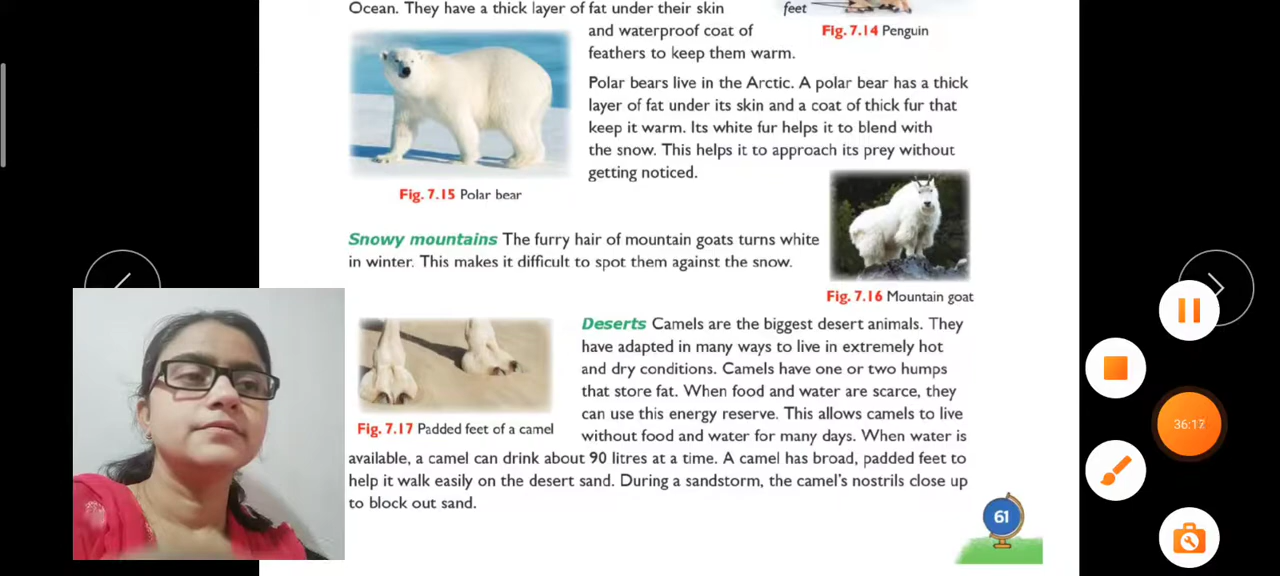 Ocean. They have a thick layer of fat under their skin
and waterproof coat of
feathers to keep them warm.
feet
Fig. 7.14 Penguin
Polar bears live in the Arctic. A polar bear has a thick
layer of fat under its skin and a coat of thick fur that
keep it warm. Its white fur helps it to blend with
the snow. This helps it to approach its prey without
getting noticed.
Fig. 7.15 Polar bear
Snowy mountains The furry hair of mountain goats turns white
in winter. This makes it difficult to spot them against the snow.
Fig. 7.16 Mountain goat
Deserts Camels are the biggest desert animals. They
have adapted in many ways to live in extremely hot
and dry conditions. Camels have one or two humps
that store fat. When food and water are scarce, they
can use this energy reserve. This allows camels to live
without food and water for many days. When water is
Fig. 7.17 Padded feet of a camel
available, a camel can drink about 90 litres at a time. A camel has broad, padded feet to
help it walk easily on the desert sand. During a sandstorm, the camel's nostrils close up
to block out sand.
61
36:17